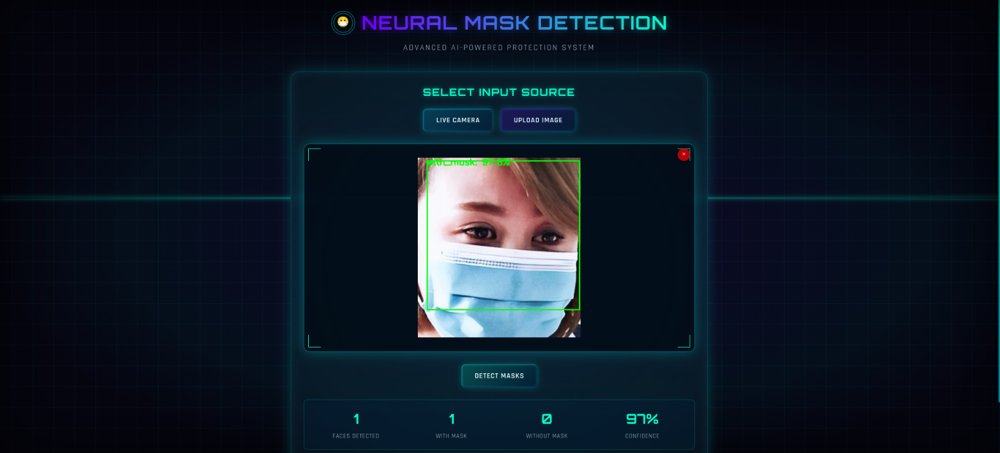 NEURAL MASK DETECTION
ADVANCED AI-POWERED PROTECTION SYSTEM
SELECT INPUT SOURCE
LIVE CAMERA UPLOAD IMAGE
×
with_mask: 97.8%
DETECT MASKS
1 1 0 97%
FACES DETECTED WITH MASK WITHOUT MASK CONFIDENCE